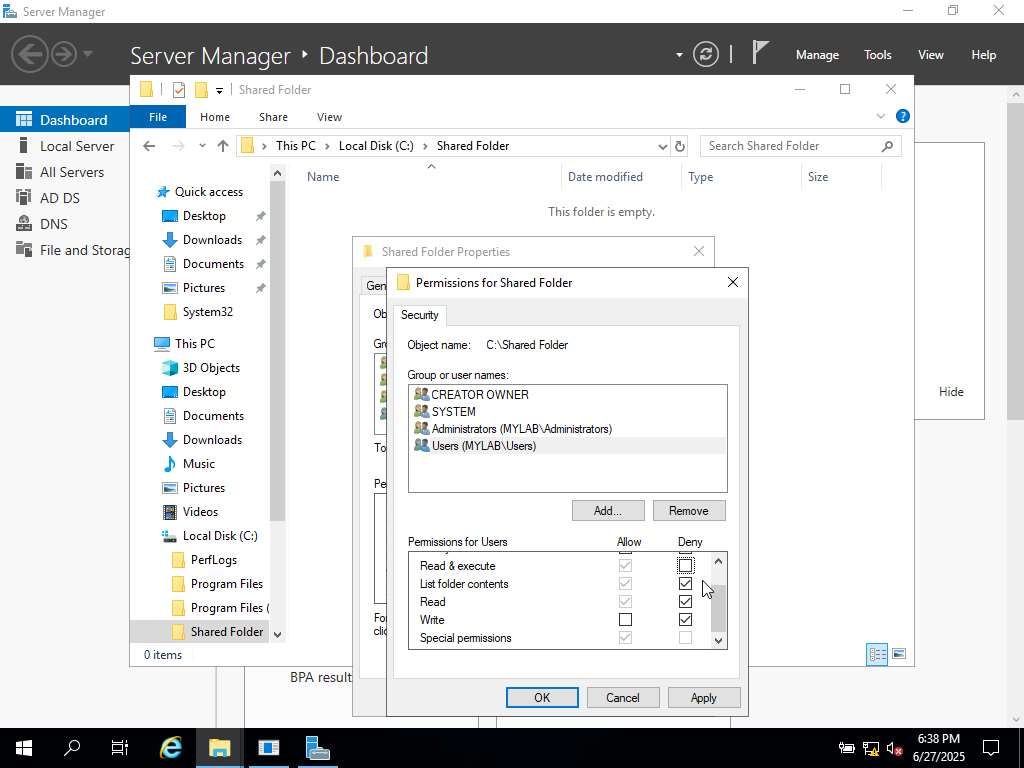 Server Manager
Server Manager ‣ Dashboard
Manage Tools View Help
Dashboard
Local Server
All Servers
AD DS
DNS
File and Storag
Hide
BPA result
Shared Folder
File Home Share View
This PC > Local Disk (C:) > Shared Folder
Search Shared Folder
Name Date modified Type Size
This folder is empty.
Quick access
Desktop
Downloads
Documents
Pictures
System32
This PC
3D Objects
Desktop
Documents
Downloads
Music
Pictures
Videos
Local Disk (C:)
PerfLogs
Program Files
Program Files (
Shared Folder
0 items
Shared Folder Properties
Gen
Ob
Gro
To
Pe
Fo
clic
Permissions for Shared Folder
Security
Object name: C:\Shared Folder
Group or user names:
CREATOR OWNER
SYSTEM
Administrators (MYLAB\Administrators)
Users (MYLAB\Users)
Add... Remove
Permissions for Users Allow Deny
Read & execute
List folder contents
Read
Write
Special permissions
OK Cancel Apply
6:38 PM
6/27/2025